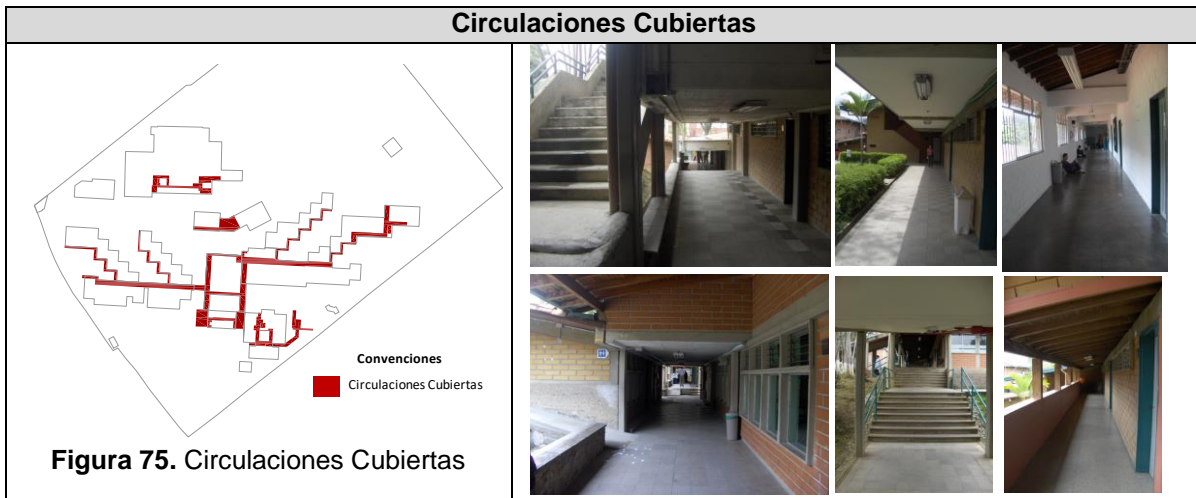 Circulaciones Cubiertas
Convenciones
Circulaciones Cubiertas
Figura 75. Circulaciones Cubiertas